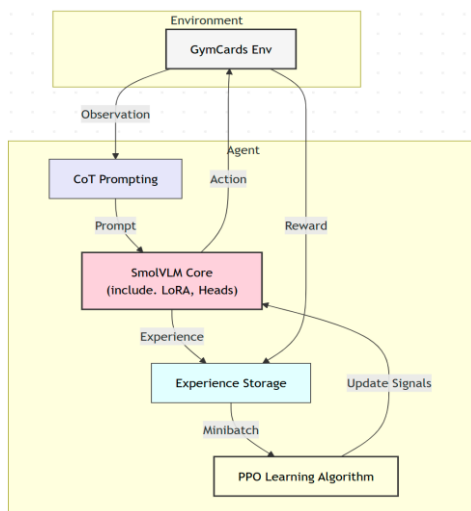 Environment
GymCards Env
Observation
Agent
CoT Prompting
Action
Prompt
Reward
SmolVLM Core
(include. LoRA, Heads)
Experience
Experience Storage
Update Signals
Minibatch
PPO Learning Algorithm